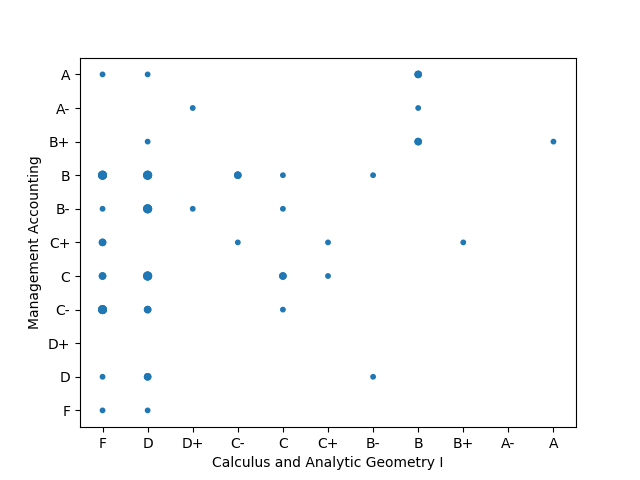 A
A-
B+
B
B-
C+
C
C-
D+
D
F
Management Accounting
F D D+ C- C C+ B- B B+ A- A
Calculus and Analytic Geometry I